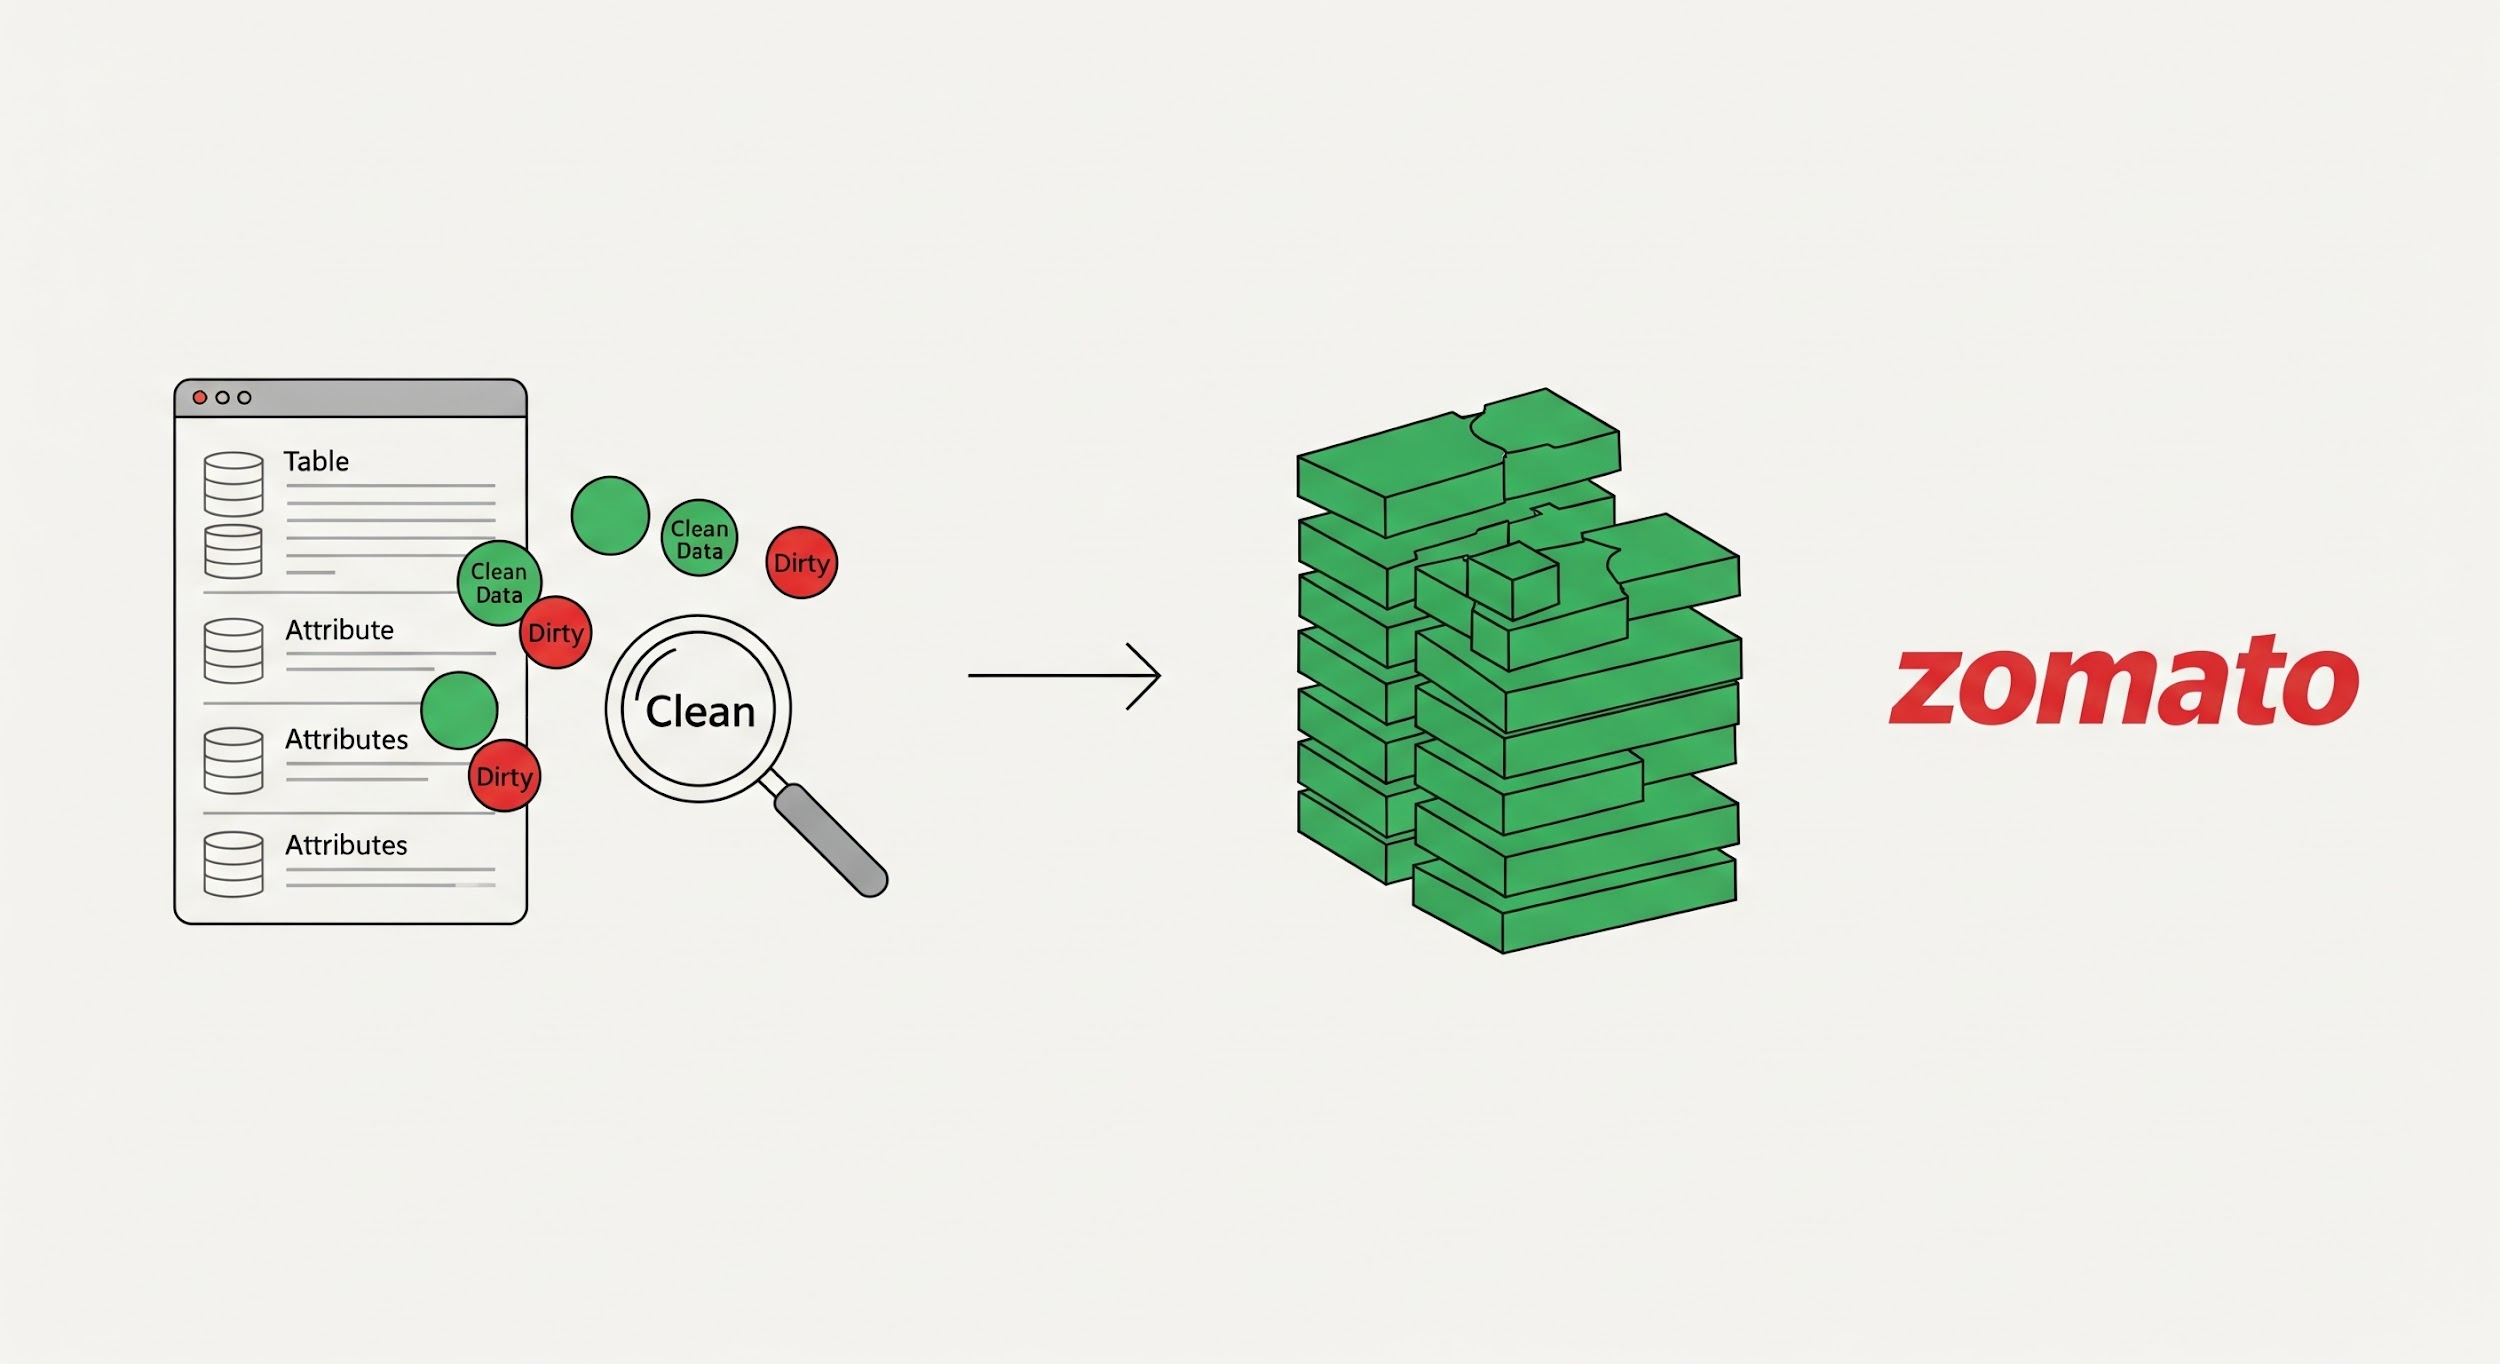 Table
Attribute
Attributes
Attributes
Clean
Data
Dirty
Dirty
Clean
Data
Dirty
Clean
zomato